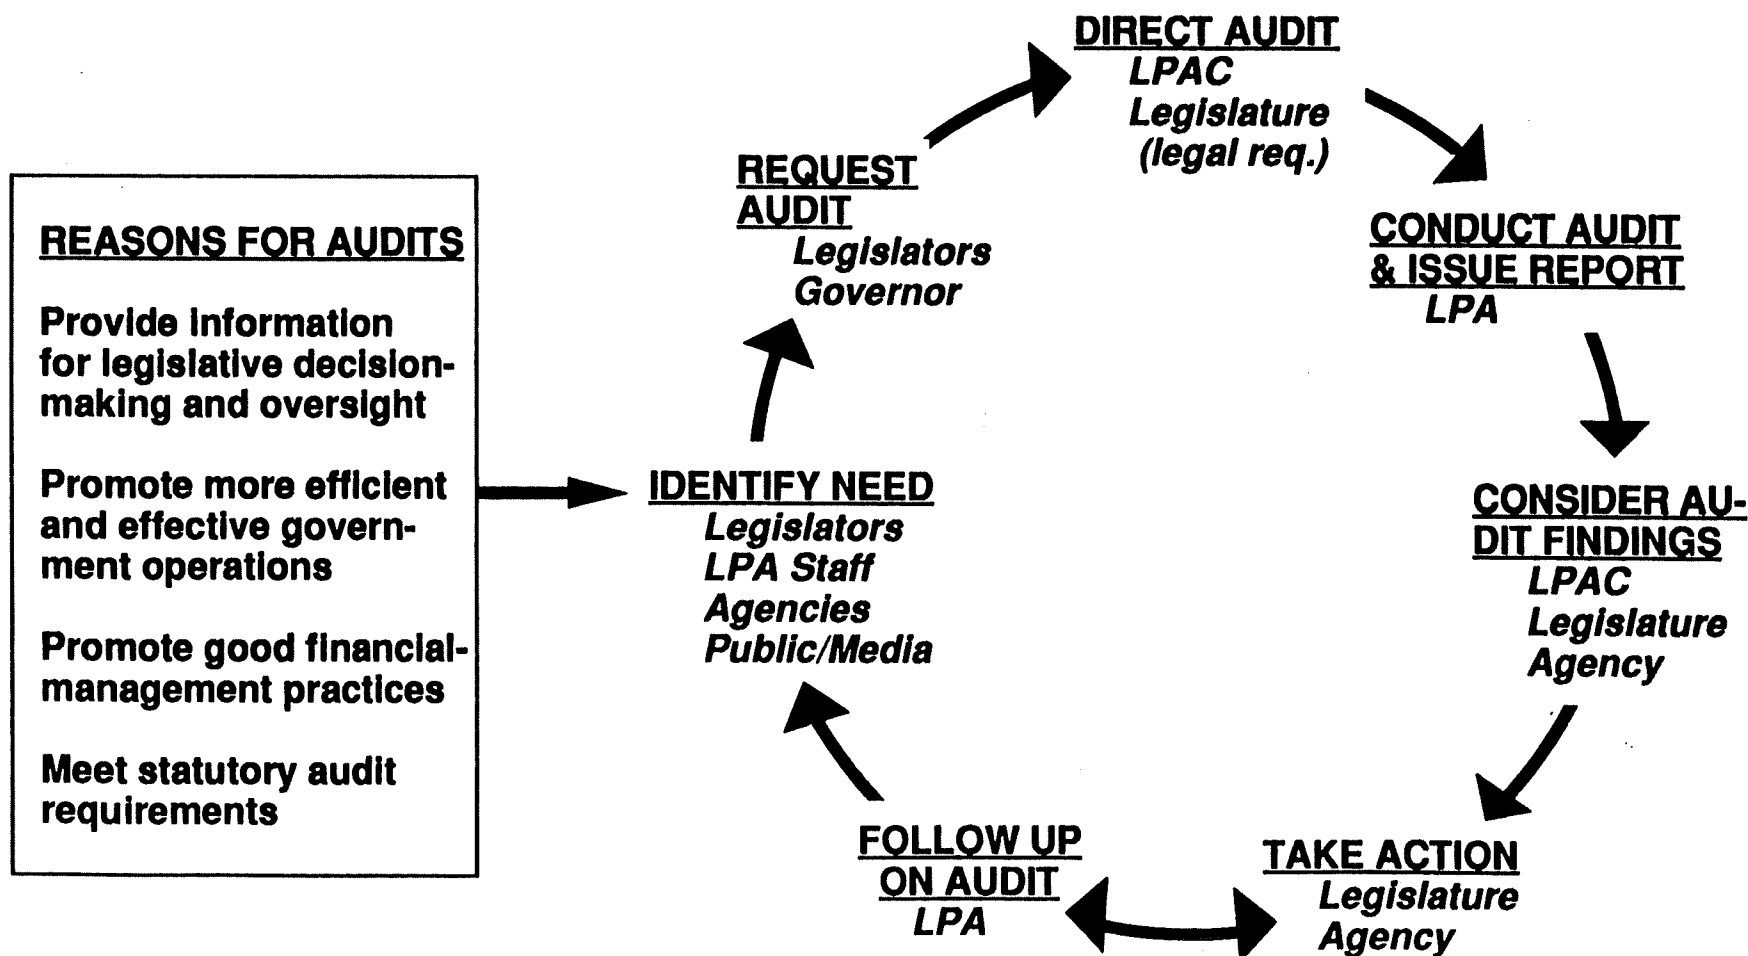 REASONS FOR AUDITS
Provide information
for legislative decision-
making and oversight
Promote more efficient
and effective govern-
ment operations
Promote good financial-
management practices
Meet statutory audit
requirements
IDENTIFY NEED
Legislators
LPA Staff
Agencies
Public/Media
REQUEST
AUDIT
Legislators
Governor
DIRECT AUDIT
LPAC
Legislature
(legal req.)
CONDUCT AUDIT
& ISSUE REPORT
LPA
CONSIDER AU-
DIT FINDINGS
LPAC
Legislature
Agency
TAKE ACTION
Legislature
Agency
FOLLOW UP
ON AUDIT
LPA